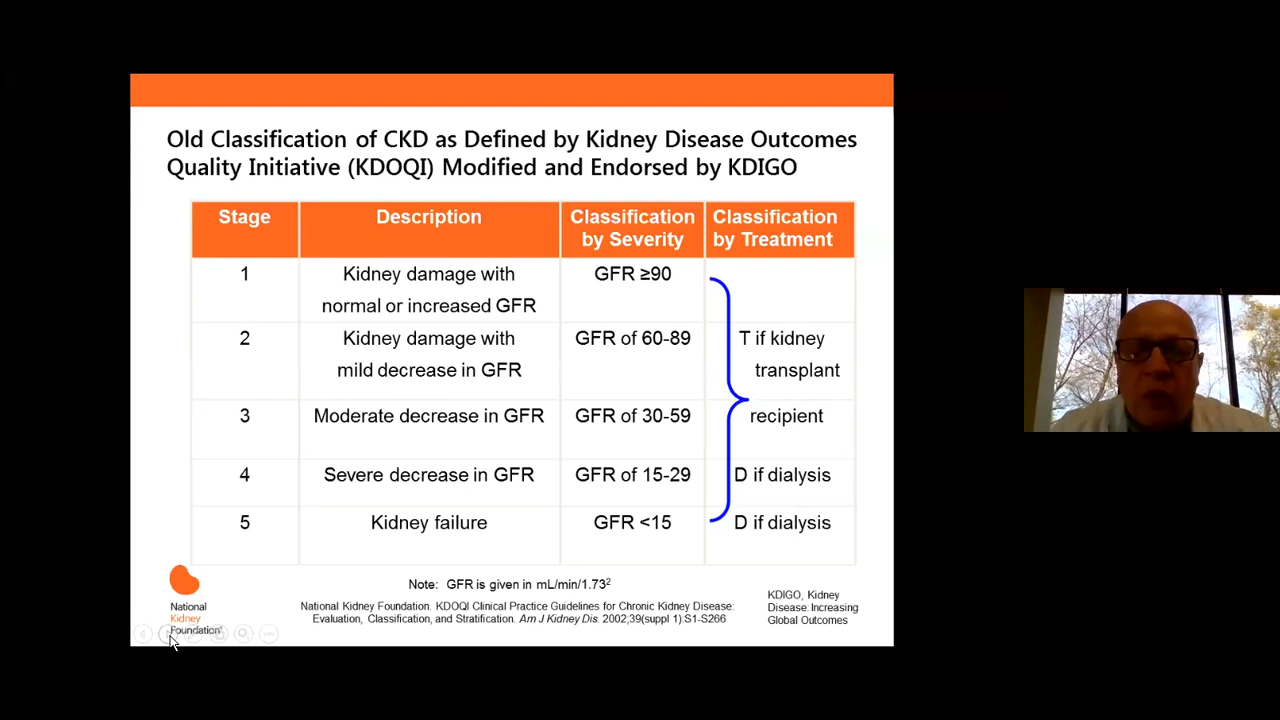 Old Classification of CKD as Defined by Kidney Disease Outcomes
Quality Initiative (KDOQI) Modified and Endorsed by KDIGO
Stage Description Classification by Severity Classification by Treatment
1 Kidney damage with normal or increased GFR GFR ≥90
2 Kidney damage with mild decrease in GFR GFR of 60-89 T if kidney transplant
3 Moderate decrease in GFR GFR of 30-59 recipient
4 Severe decrease in GFR GFR of 15-29 D if dialysis
5 Kidney failure GFR <15 D if dialysis
Note: GFR is given in mL/min/1.73²
National Kidney Foundation. KDOQI Clinical Practice Guidelines for Chronic Kidney Disease:
Evaluation, Classification, and Stratification. Am J Kidney Dis. 2002;39(suppl 1):S1-S266
KDIGO, Kidney
Disease: Increasing
Global Outcomes
National
Kidney
Foundation®